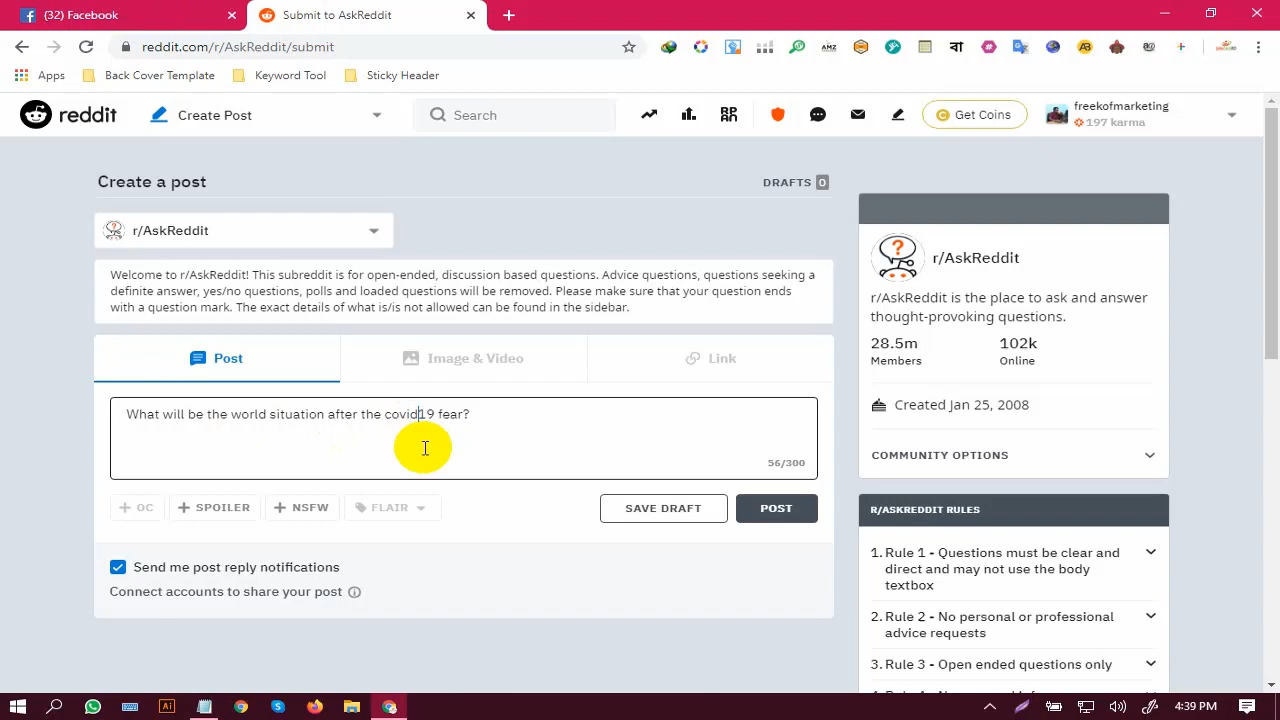 (32) Facebook
Submit to AskReddit
reddit.com/r/AskReddit/submit
AMZ
বা
AB
Apps
Back Cover Template
Keyword Tool
Sticky Header
reddit
Create Post
Search
Get Coins
freekofmarketing
197 karma
Create a post
DRAFTS 0
r/AskReddit
Welcome to r/AskReddit! This subreddit is for open-ended, discussion based questions. Advice questions, questions seeking a
definite answer, yes/no questions, polls and loaded questions will be removed. Please make sure that your question ends
with a question mark. The exact details of what is/is not allowed can be found in the sidebar.
Post
Image & Video
Link
What will be the world situation after the covid19 fear?
56/300
+ OC
+ SPOILER
+ NSFW
FLAIR
SAVE DRAFT
POST
Send me post reply notifications
Connect accounts to share your post
r/AskReddit
r/AskReddit is the place to ask and answer
thought-provoking questions.
28.5m
102k
Members
Online
Created Jan 25, 2008
COMMUNITY OPTIONS
R/ASKREDDIT RULES
1. Rule 1 - Questions must be clear and
direct and may not use the body
textbox
2. Rule 2 - No personal or professional
advice requests
3. Rule 3 - Open ended questions only
4:39 PM